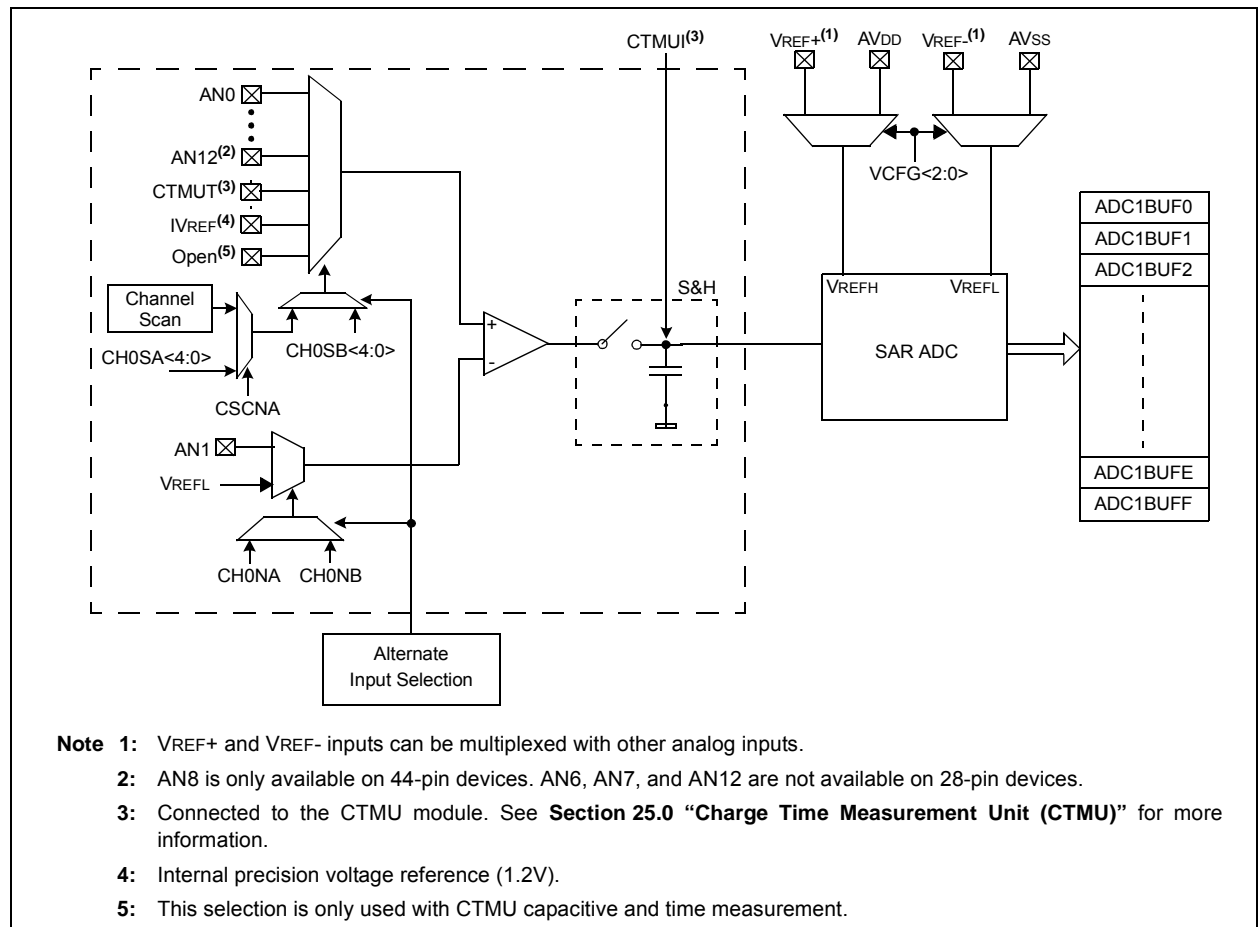 CTMUI(3)
VREF+(1) AVDD VREF-(1) AVSS
AN0
AN12(2)
CTMUT(3)
IVREF(4)
Open(5)
VCFG<2:0>
ADC1BUF0
ADC1BUF1
ADC1BUF2
ADC1BUFE
ADC1BUFF
Channel
Scan
CH0SA<4:0>
CH0SB<4:0>
CSCNA
+
-
S&H
VREFH VREFL
SAR ADC
AN1
VREFL
CH0NA CH0NB
Alternate
Input Selection
Note 1: VREF+ and VREF- inputs can be multiplexed with other analog inputs.
2: AN8 is only available on 44-pin devices. AN6, AN7, and AN12 are not available on 28-pin devices.
3: Connected to the CTMU module. See Section 25.0 “Charge Time Measurement Unit (CTMU)” for more
information.
4: Internal precision voltage reference (1.2V).
5: This selection is only used with CTMU capacitive and time measurement.